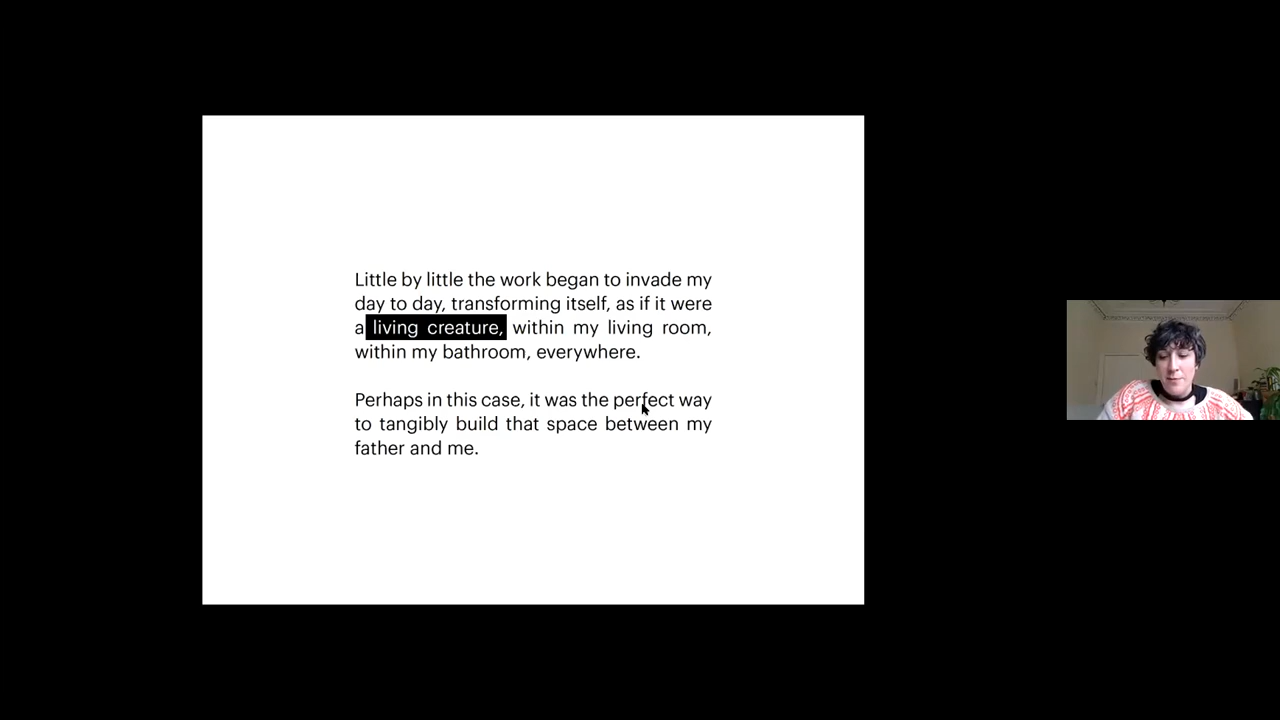 Little by little the work began to invade my
day to day, transforming itself, as if it were
a living creature, within my living room,
within my bathroom, everywhere.
Perhaps in this case, it was the perfect way
to tangibly build that space between my
father and me.